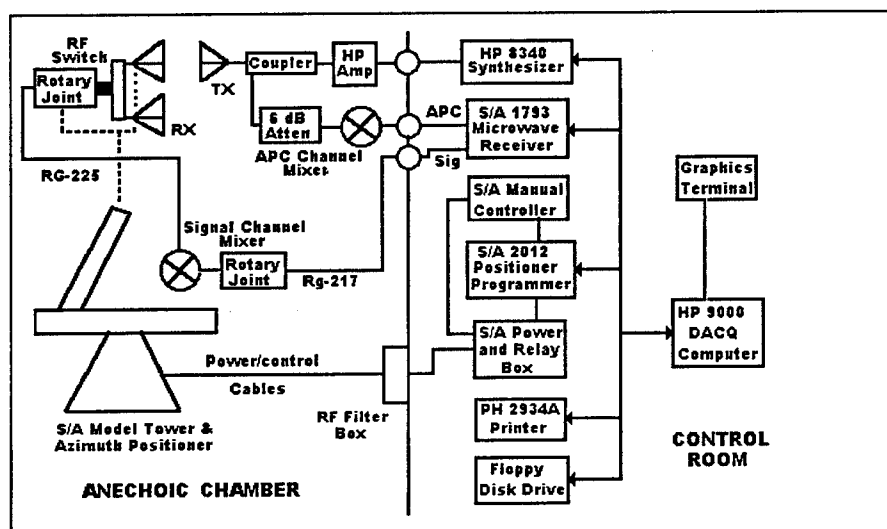 RF
Switch
Rotary
Joint
RX
TX
Coupler
HP
Amp
6 dB
Atten
APC Channel
Mixer
RG-225
Signal Channel
Mixer
Rotary
Joint
Rg-217
Power/control
Cables
S/A Model Tower &
Azimuth Positioner
RF Filter
Box
ANECHOIC CHAMBER
HP 8340
Synthesizer
APC
Sig
S/A 1793
Microwave
Receiver
S/A Manual
Controller
S/A 2012
Positioner
Programmer
S/A Power
and Relay
Box
PH 2934A
Printer
Floppy
Disk Drive
Graphics
Terminal
HP 9000
DACQ
Computer
CONTROL
ROOM